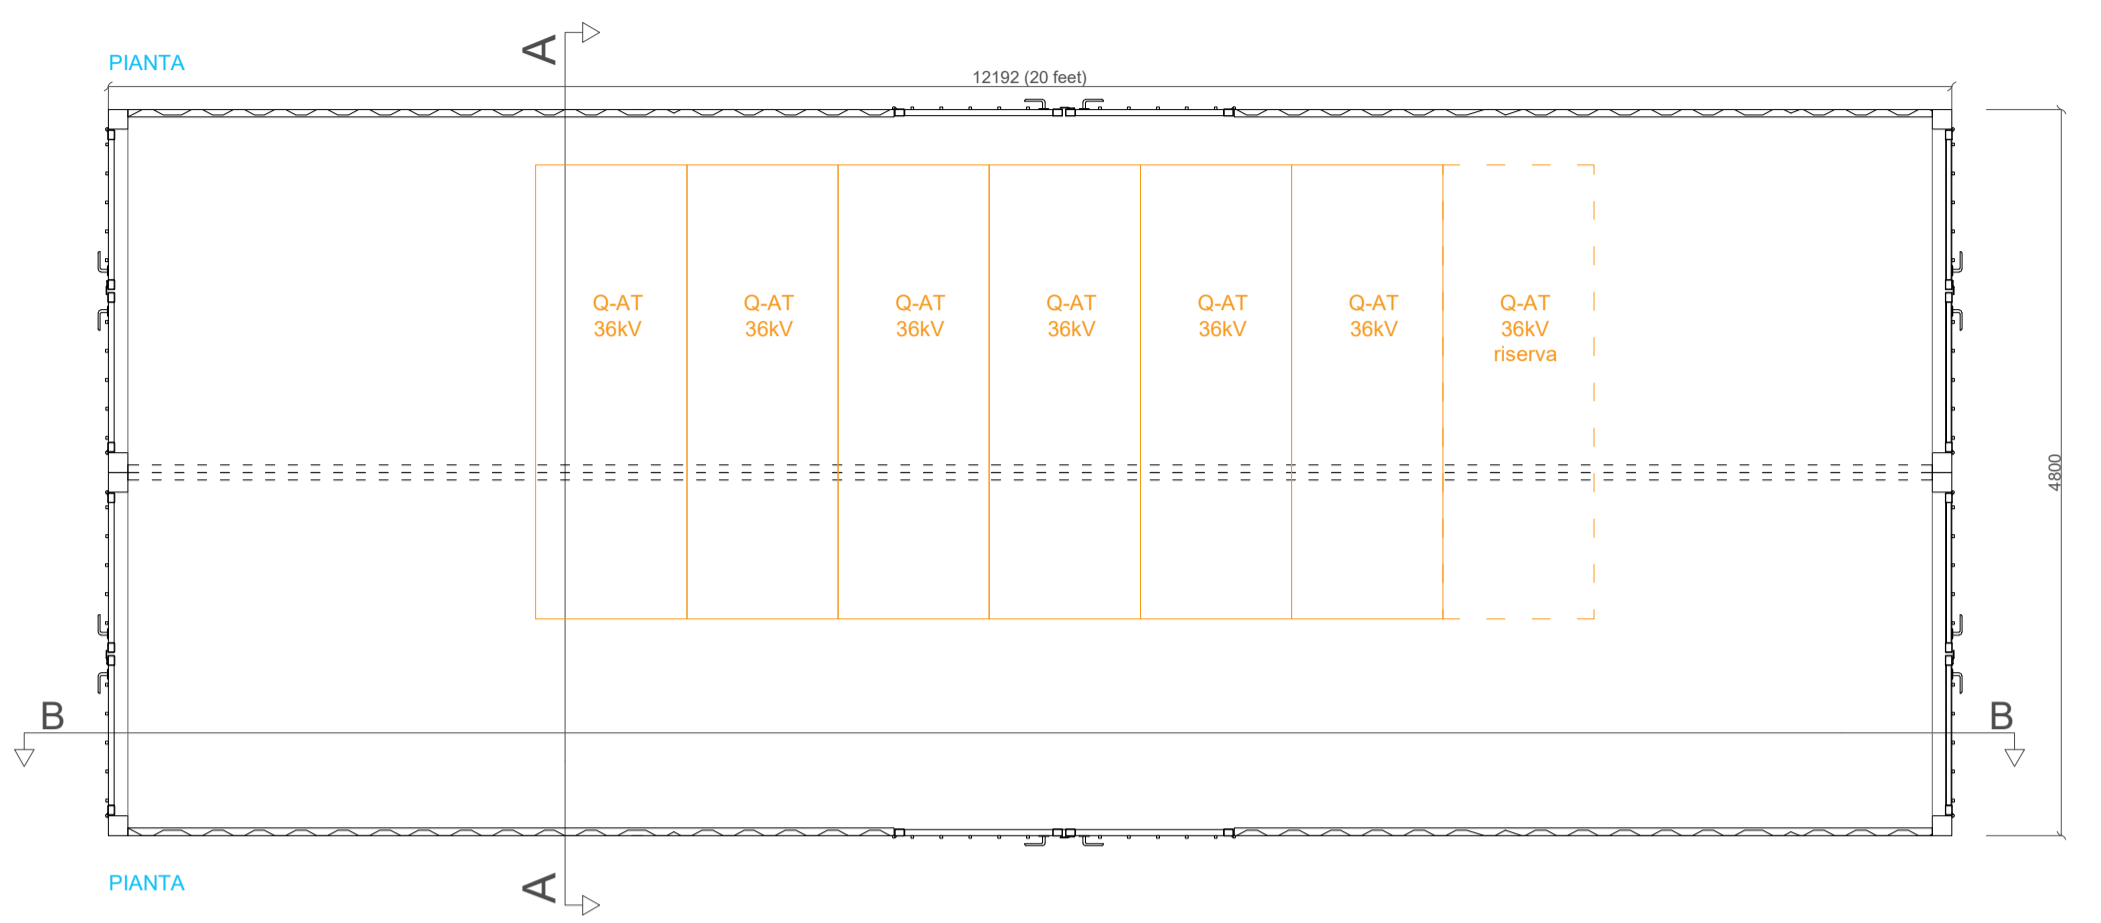 A
PIANTA
12192 (20 feet)
Q-AT
36kV
Q-AT
36kV
Q-AT
36kV
Q-AT
36kV
Q-AT
36kV
Q-AT
36kV
Q-AT
36kV
riserva
4800
B
B
PIANTA
A